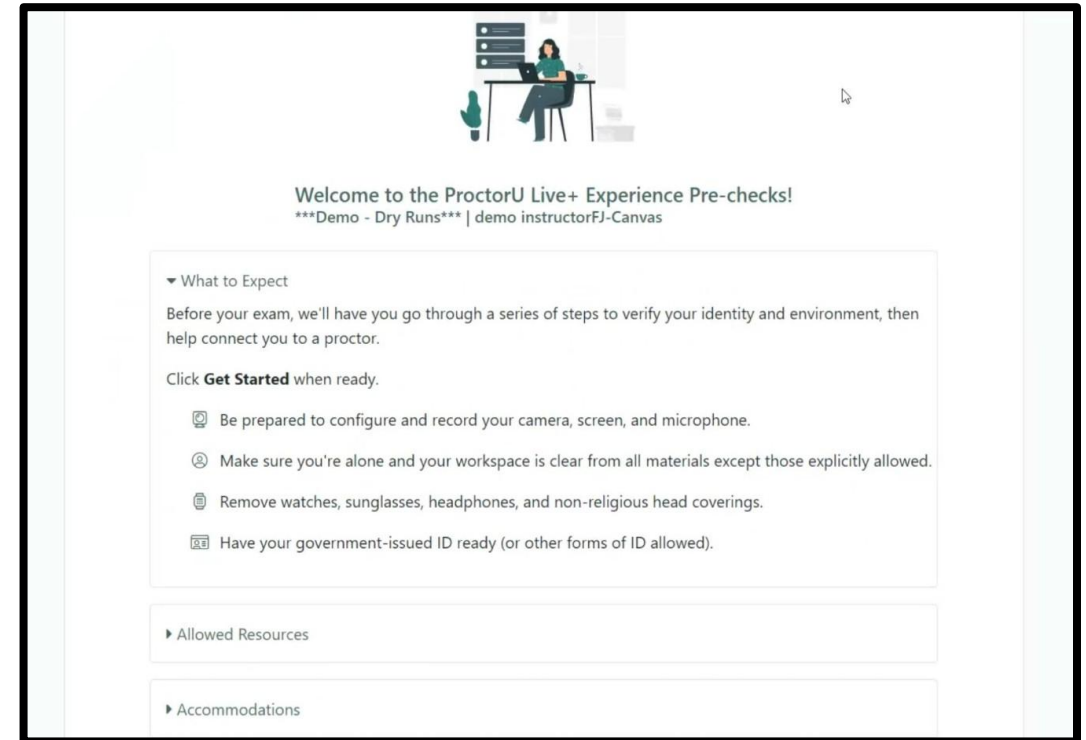 Welcome to the ProctorU Live+ Experience Pre-checks!
***Demo - Dry Runs*** | demo instructorFJ-Canvas
What to Expect
Before your exam, we'll have you go through a series of steps to verify your identity and environment, then
help connect you to a proctor.
Click Get Started when ready.
Be prepared to configure and record your camera, screen, and microphone.
Make sure you're alone and your workspace is clear from all materials except those explicitly allowed.
Remove watches, sunglasses, headphones, and non-religious head coverings.
Have your government-issued ID ready (or other forms of ID allowed).
Allowed Resources
Accommodations